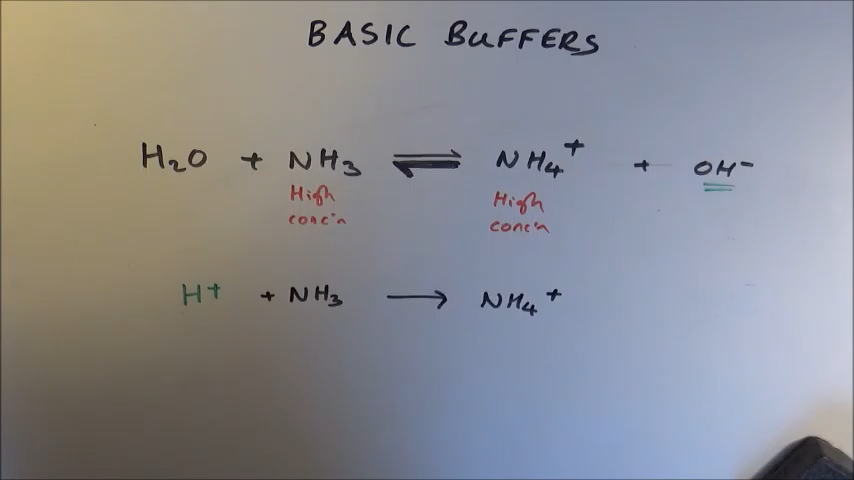 BASIC BUFFERS
H₂O + NH₃ ⇌ NH₄⁺ + OH⁻
High High
conc'n conc'n
H⁺ + NH₃ → NH₄⁺